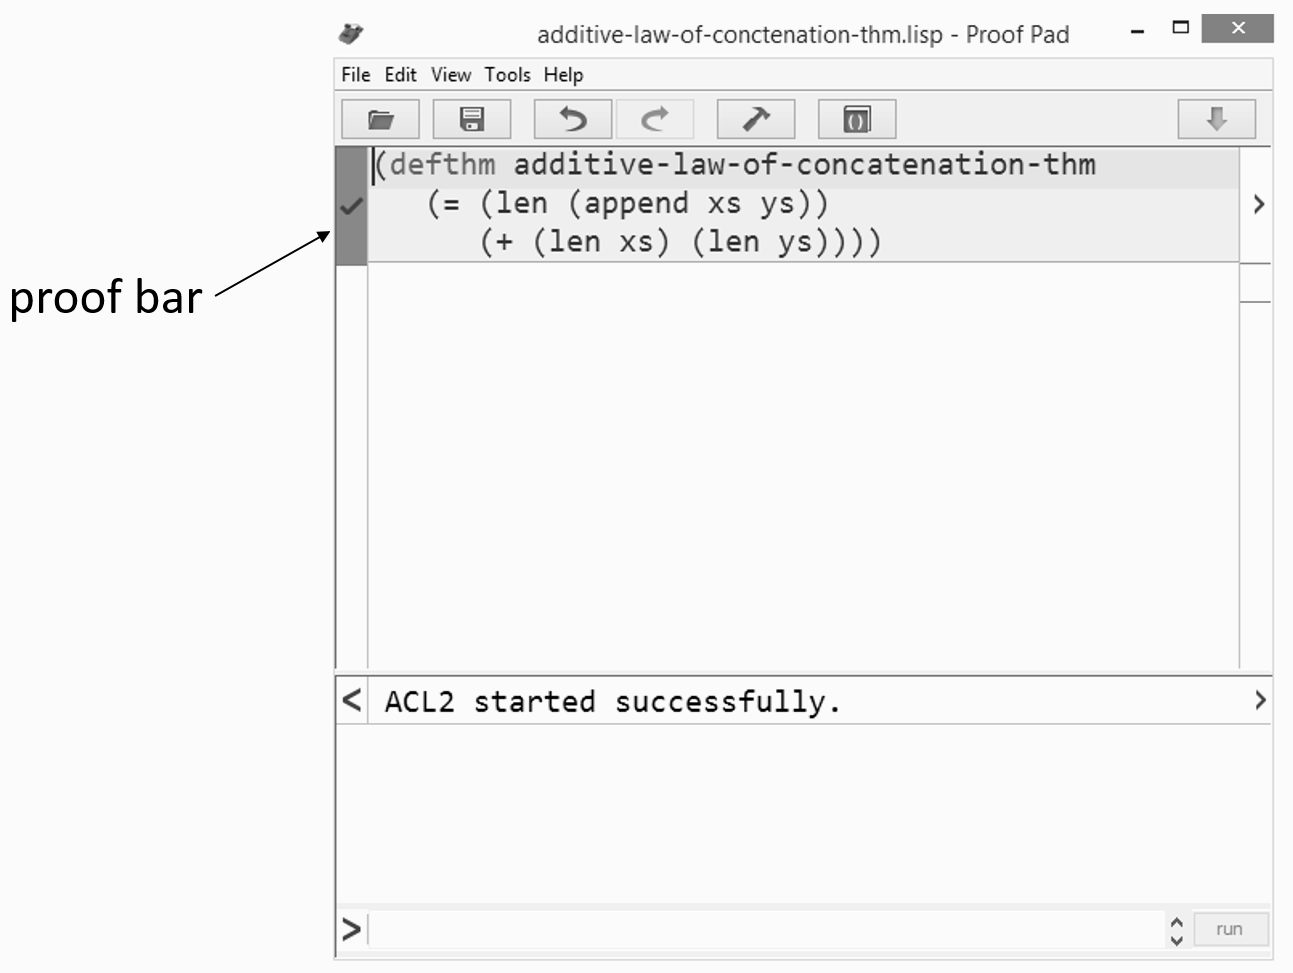 additive-law-of-conctenation-thm.lisp - Proof Pad
File Edit View Tools Help
(defthm additive-law-of-concatenation-thm
(= (len (append xs ys))
(+ (len xs) (len ys))))
proof bar
< ACL2 started successfully. >
> run